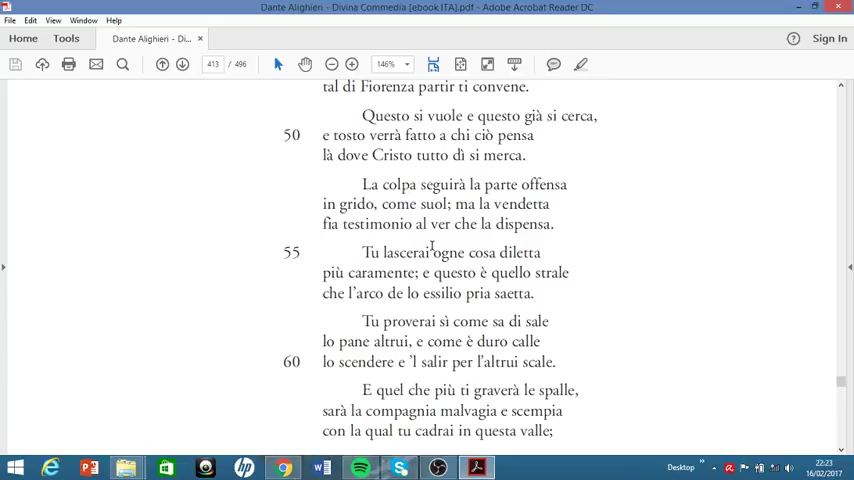 Dante Alighieri - Divina Commedia [ebook ITA].pdf - Adobe Acrobat Reader DC
File Edit View Window Help
Home Tools Dante Alighieri - Di... × Sign In
413 / 496 146%
tal di Fiorenza partir ti convene.
Questo si vuole e questo già si cerca,
50 e tosto verrà fatto a chi ciò pensa
là dove Cristo tutto dì si merca.
La colpa seguirà la parte offensa
in grido, come suol; ma la vendetta
fia testimonio al ver che la dispensa.
55 Tu lascerai ogne cosa diletta
più caramente; e questo è quello strale
che l'arco de lo essilio pria saetta.
Tu proverai sì come sa di sale
lo pane altrui, e come è duro calle
60 lo scendere e 'l salir per l'altrui scale.
E quel che più ti graverà le spalle,
sarà la compagnia malvagia e scempia
con la qual tu cadrai in questa valle;
Desktop » 22:23
16/02/2017